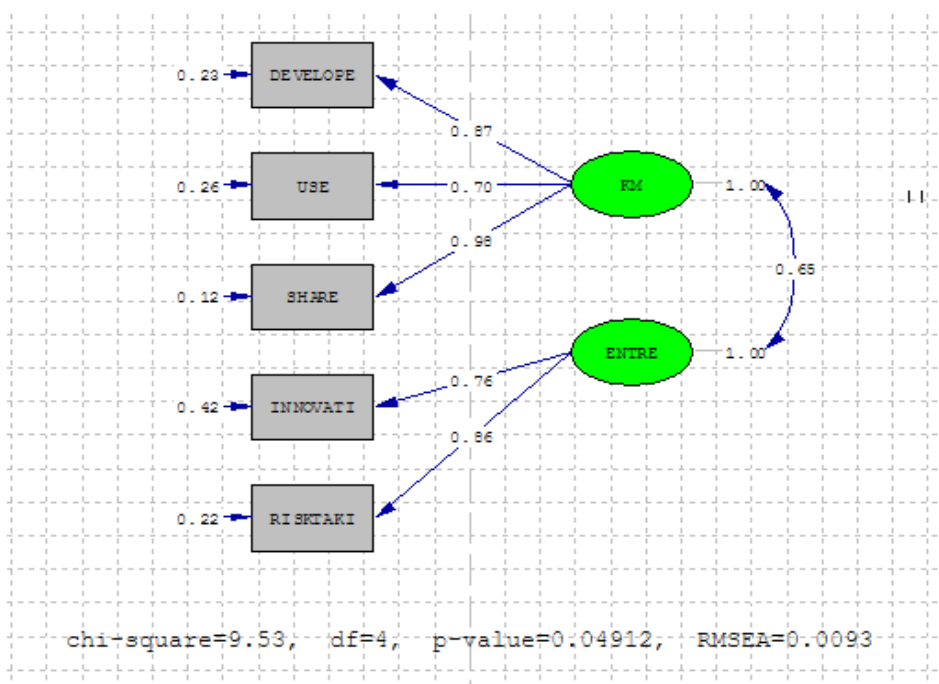 0.23 DEVELOPE
0.87
0.26 USE 0.70 KM 1.00
0.98
0.12 SHARE 0.65
ENTRE 1.00
0.76
0.42 INNOVATI
0.86
0.22 RISKTAKI
chi-square=9.53, df=4, p-value=0.04912, RMSEA=0.0093